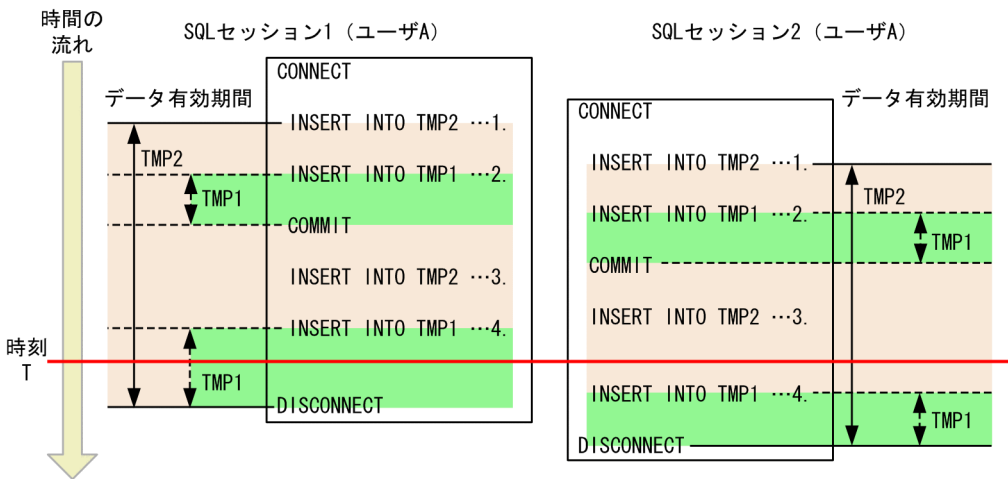 時間の
流れ
SQLセッション1（ユーザA）
SQLセッション2（ユーザA）
CONNECT
データ有効期間
INSERT INTO TMP2 …1.
TMP2
INSERT INTO TMP1 …2.
TMP1
COMMIT
INSERT INTO TMP2 …3.
INSERT INTO TMP1 …4.
TMP1
DISCONNECT
CONNECT
データ有効期間
INSERT INTO TMP2 …1.
TMP2
INSERT INTO TMP1 …2.
TMP1
COMMIT
INSERT INTO TMP2 …3.
INSERT INTO TMP1 …4.
TMP1
DISCONNECT
時刻
T